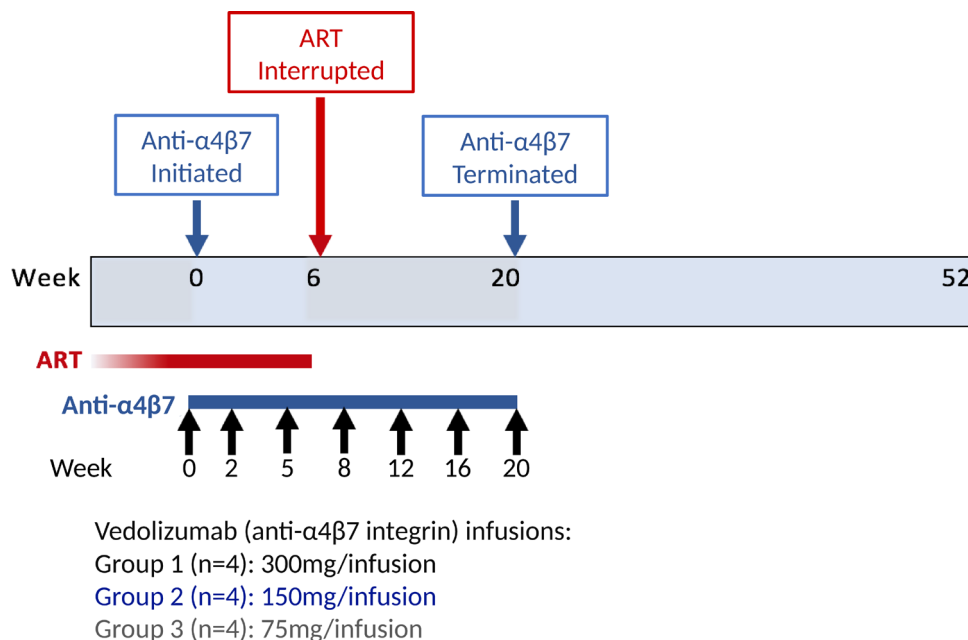 ART
Interrupted
Anti-α4β7
Initiated
Anti-α4β7
Terminated
Week 0 6 20 52
ART
Anti-α4β7
Week 0 2 5 8 12 16 20
Vedolizumab (anti-α4β7 integrin) infusions:
Group 1 (n=4): 300mg/infusion
Group 2 (n=4): 150mg/infusion
Group 3 (n=4): 75mg/infusion